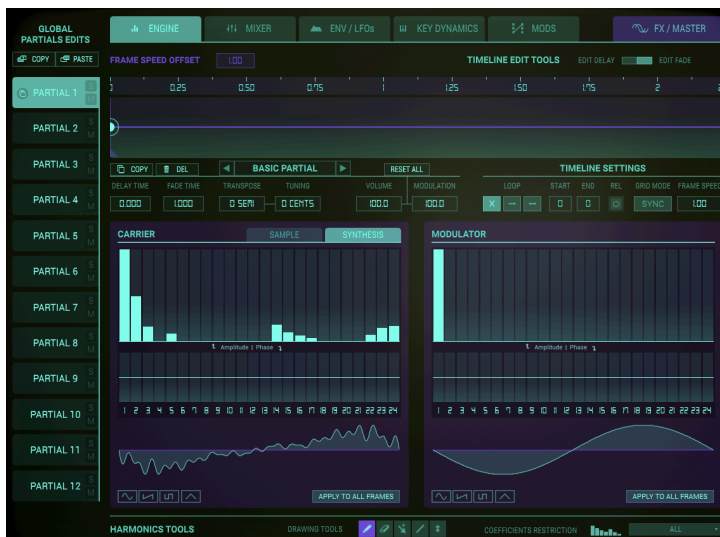 GLOBAL
PARTIALS EDITS
COPY PASTE
ENGINE MIXER ENV / LFOs KEY DYNAMICS MODS FX / MASTER
FRAME SPEED OFFSET 1.00 TIMELINE EDIT TOOLS EDIT DELAY EDIT FADE
0 0.25 0.50 0.75 1 1.25 1.50 1.75 2
PARTIAL 1 S M
PARTIAL 2 S M
PARTIAL 3 S M
PARTIAL 4 S M
PARTIAL 5 S M
PARTIAL 6 S M
PARTIAL 7 S M
PARTIAL 8 S M
PARTIAL 9 S M
PARTIAL 10 S M
PARTIAL 11 S M
PARTIAL 12 S M
COPY DEL BASIC PARTIAL RESET ALL TIMELINE SETTINGS
DELAY TIME FADE TIME TRANSPOSE TUNING VOLUME MODULATION LOOP START END REL GRID MODE FRAME SPEED
0.000 1.000 0 SEMI 0 CENTS 100.0 100.0 X 0 0 SYNC 1.00
CARRIER SAMPLE SYNTHESIS
Amplitude | Phase
1 2 3 4 5 6 7 8 9 10 11 12 13 14 15 16 17 18 19 20 21 22 23 24
APPLY TO ALL FRAMES
MODULATOR
Amplitude | Phase
1 2 3 4 5 6 7 8 9 10 11 12 13 14 15 16 17 18 19 20 21 22 23 24
APPLY TO ALL FRAMES
HARMONICS TOOLS DRAWING TOOLS COEFFICIENTS RESTRICTION ALL